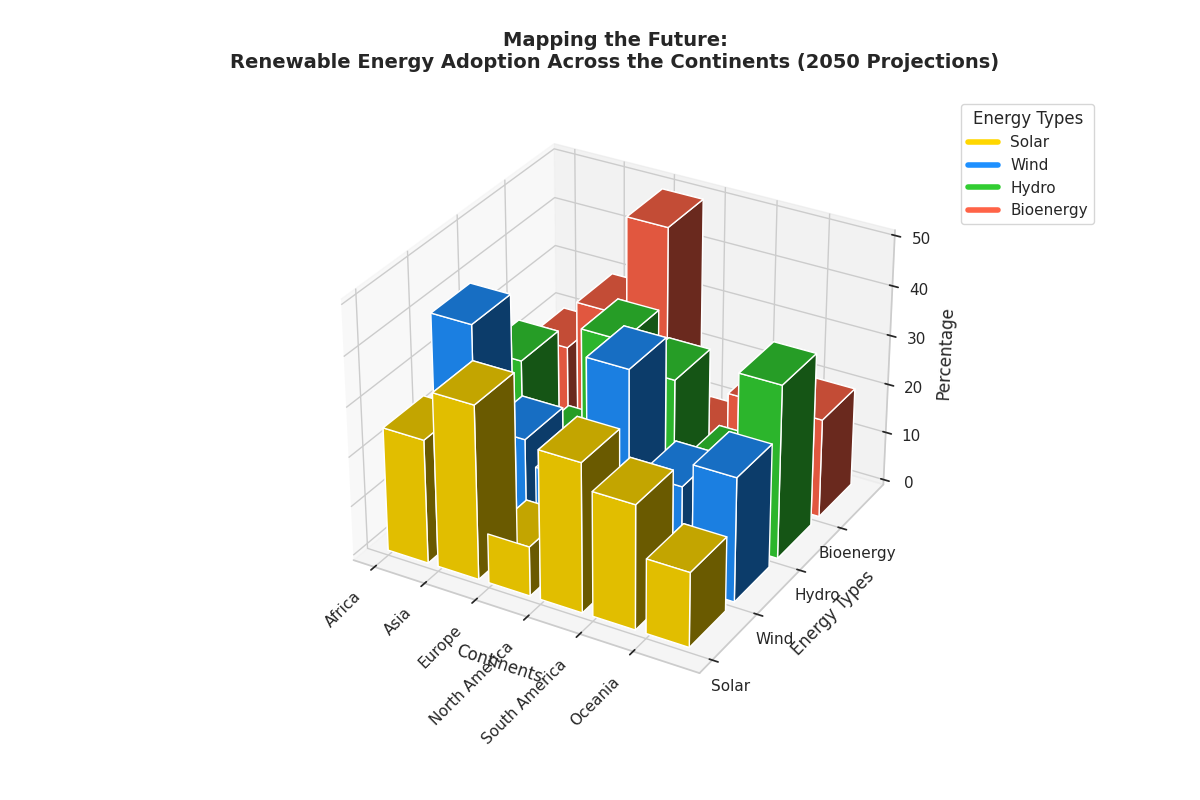 Mapping the Future:
Renewable Energy Adoption Across the Continents (2050 Projections)
Energy Types
Solar
Wind
Hydro
Bioenergy
50
40
30
20
10
0
Percentage
Africa
Asia
Europe
North America
South America
Oceania
Continents
Solar
Wind
Hydro
Bioenergy
Energy Types